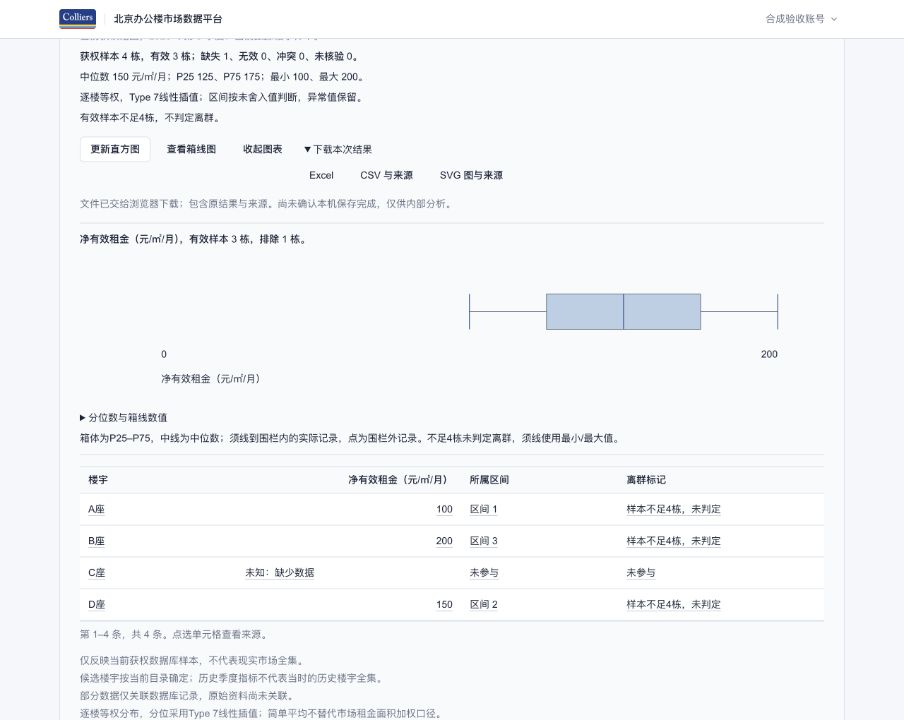 Colliers
北京办公楼市场数据平台
合成验收账号
获权样本 4 栋，有效 3 栋；缺失 1、无效 0、冲突 0、未核验 0。
中位数 150 元/㎡/月；P25 125、P75 175；最小 100、最大 200。
逐楼等权，Type 7线性插值；区间按未舍入值判断，异常值保留。
有效样本不足4栋，不判定离群。
更新直方图 查看箱线图 收起图表 ▼下载本次结果
Excel CSV 与来源 SVG 图与来源
文件已交给浏览器下载；包含原结果与来源。尚未确认本机保存完成，仅供内部分析。
净有效租金（元/㎡/月），有效样本 3 栋，排除 1 栋。
0 200
净有效租金（元/㎡/月）
▶分位数与箱线数值
箱体为P25–P75，中线为中位数；须线到围栏内的实际记录，点为围栏外记录。不足4栋未判定离群，须线使用最小/最大值。
楼宇 净有效租金（元/㎡/月） 所属区间 离群标记
A座 100 区间 1 样本不足4栋，未判定
B座 200 区间 3 样本不足4栋，未判定
C座 未知：缺少数据 未参与 未参与
D座 150 区间 2 样本不足4栋，未判定
第 1–4 条，共 4 条。点选单元格查看来源。
仅反映当前获权数据库样本，不代表现实市场全集。
候选楼宇按当前目录确定；历史季度指标不代表当时的历史楼宇全集。
部分数据仅关联数据库记录，原始资料尚未关联。
逐楼等权分布，分位采用Type 7线性插值；简单平均不替代市场租金面积加权口径。